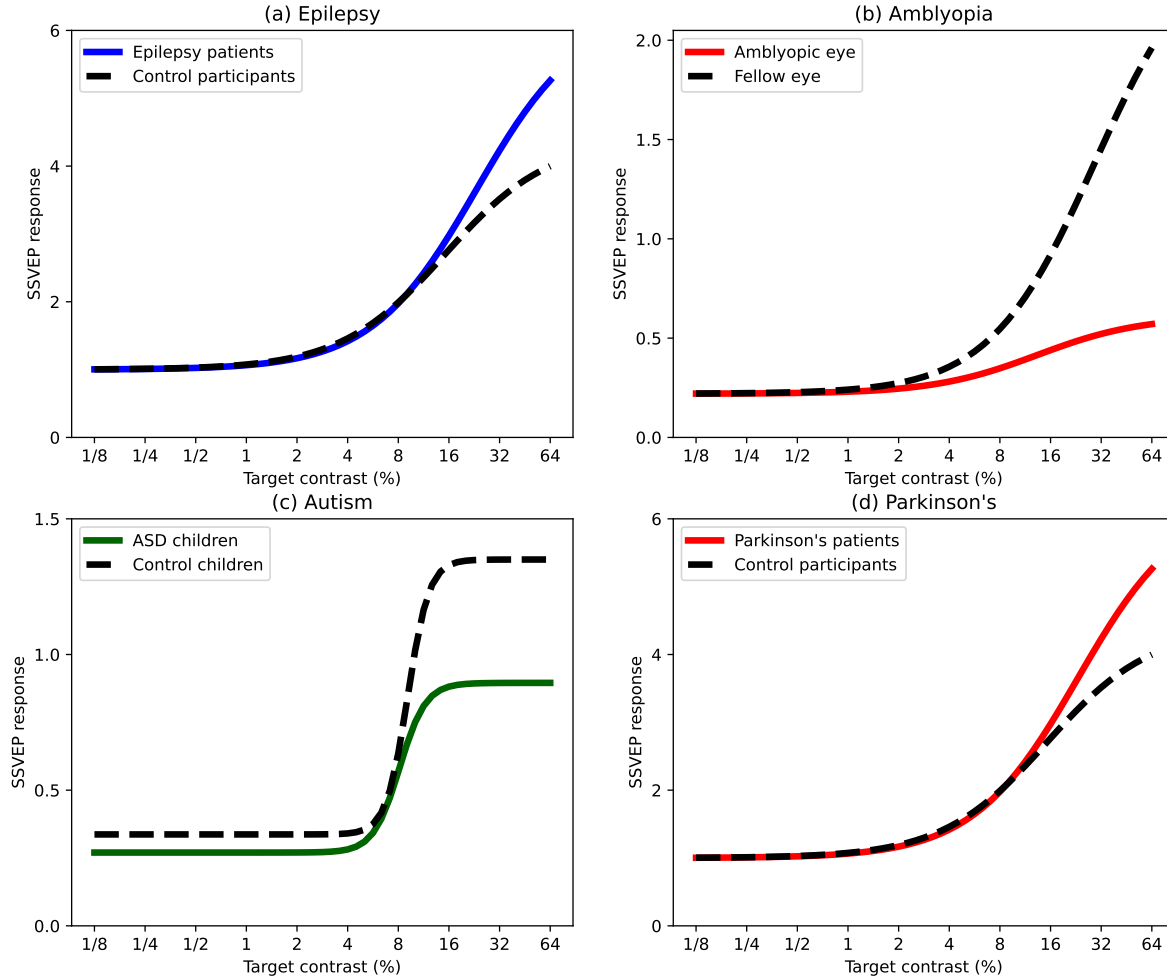 (a) Epilepsy
6
4
2
0
SSVEP response
Epilepsy patients
Control participants
1/8 1/4 1/2 1 2 4 8 16 32 64
Target contrast (%)
(b) Amblyopia
2.0
1.5
1.0
0.5
0.0
SSVEP response
Amblyopic eye
Fellow eye
1/8 1/4 1/2 1 2 4 8 16 32 64
Target contrast (%)
(c) Autism
1.5
1.0
0.5
0.0
SSVEP response
ASD children
Control children
1/8 1/4 1/2 1 2 4 8 16 32 64
Target contrast (%)
(d) Parkinson's
6
4
2
0
SSVEP response
Parkinson's patients
Control participants
1/8 1/4 1/2 1 2 4 8 16 32 64
Target contrast (%)